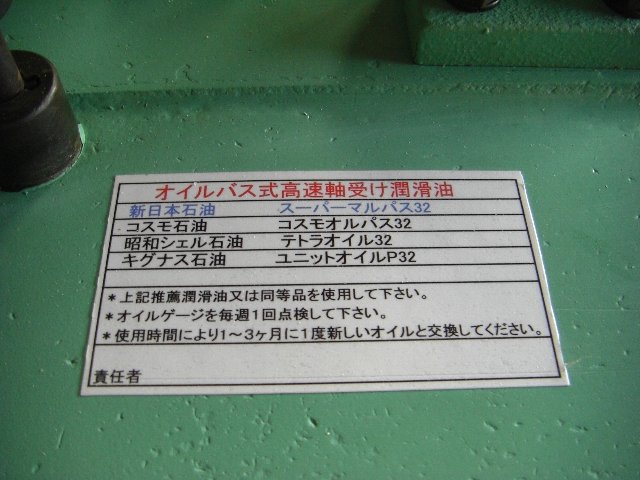 オイルバス式高速軸受け潤滑油
新日本石油 スーパーマルパス32
コスモ石油 コスモオルパス32
昭和シェル石油 テトラオイル32
キグナス石油 ユニットオイルP32
*上記推薦潤滑油又は同等品を使用して下さい。
*オイルゲージを毎週1回点検して下さい。
*使用時間により1～3ヶ月に1度新しいオイルと交換してください。
責任者